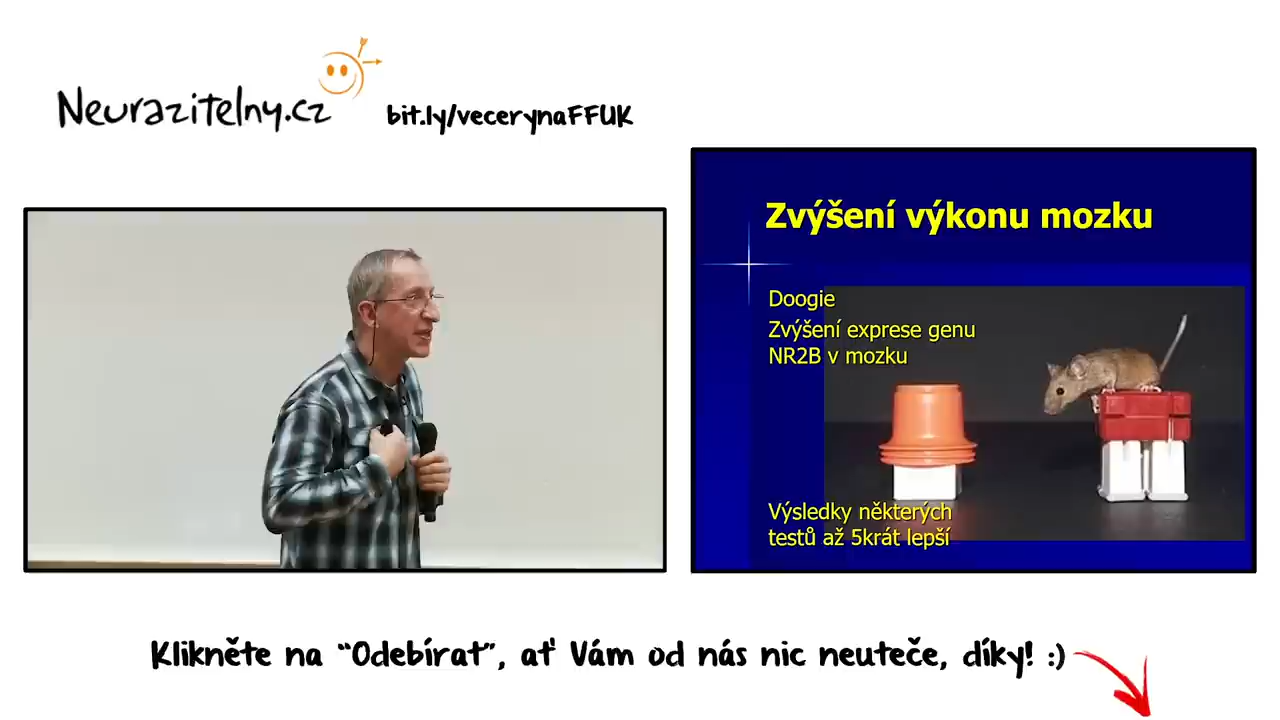 Neurazitelny.cz
bit.ly/vecerynaFFUK
Zvýšení výkonu mozku
Doogie
Zvýšení exprese genu
NR2B v mozku
Výsledky některých
testů až 5krát lepší
Klikněte na “Odebírat”, ať Vám od nás nic neuteče, díky! :)